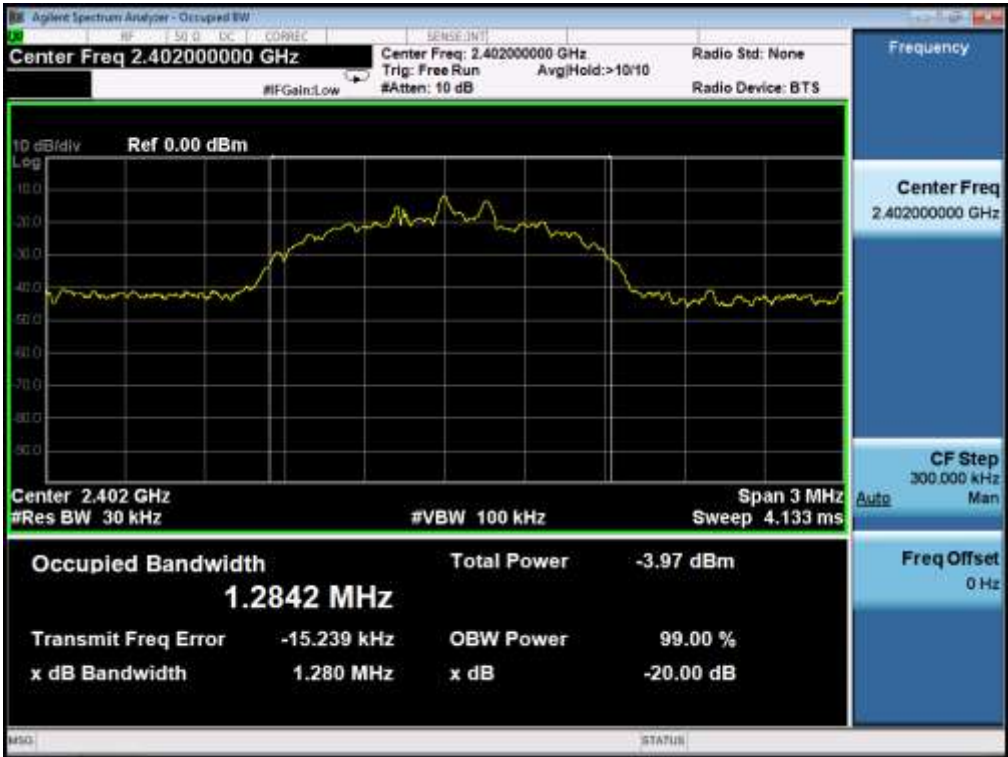 Agilent Spectrum Analyzer - Occupied BW
RF 50 Ω DC CORREC SENSE:INT
Center Freq 2.402000000 GHz
#IFGain:Low
Center Freq: 2.402000000 GHz
Trig: Free Run Avg|Hold:>10/10
#Atten: 10 dB
Radio Std: None
Radio Device: BTS
10 dB/div Ref 0.00 dBm
Log
-10.0
-20.0
-30.0
-40.0
-50.0
-60.0
-70.0
-80.0
-90.0
Center 2.402 GHz Span 3 MHz
#Res BW 30 kHz #VBW 100 kHz Sweep 4.133 ms
Occupied Bandwidth Total Power -3.97 dBm
1.2842 MHz
Transmit Freq Error -15.239 kHz OBW Power 99.00 %
x dB Bandwidth 1.280 MHz x dB -20.00 dB
MSG STATUS
Frequency
Center Freq
2.402000000 GHz
CF Step
300.000 kHz
Auto Man
Freq Offset
0 Hz